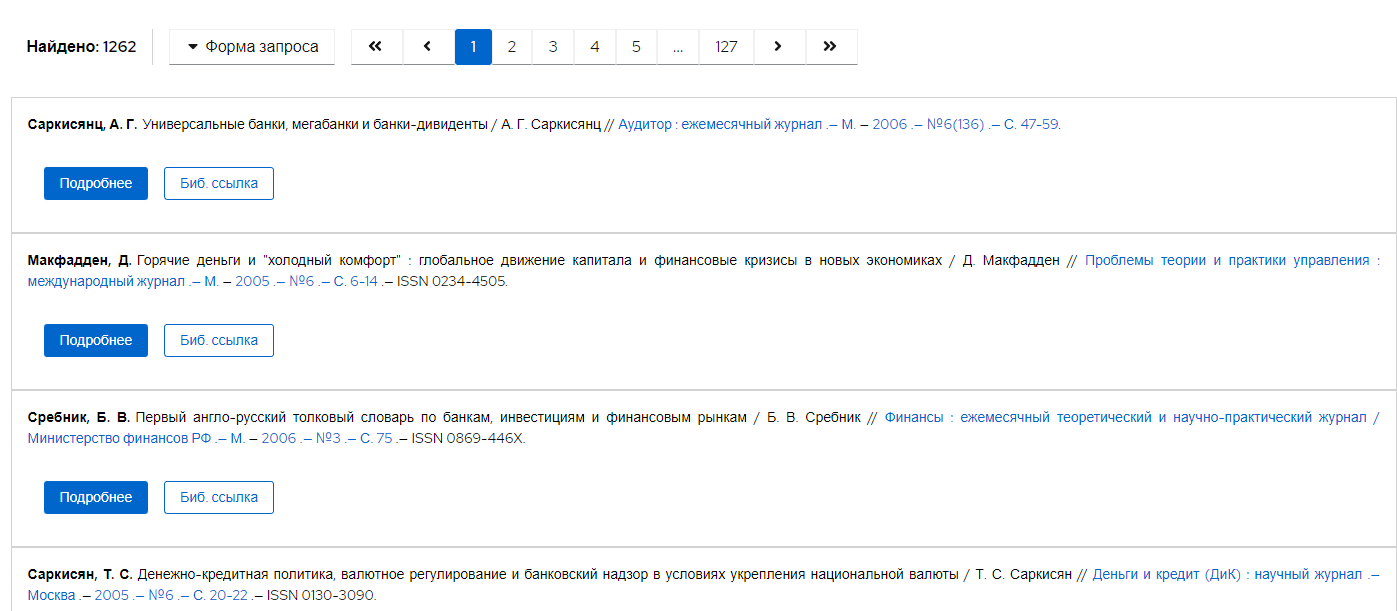 Найдено: 1262 Форма запроса « ‹ 1 2 3 4 5 ... 127 › »
Саркисянц, А. Г. Универсальные банки, мегабанки и банки-дивиденты / А. Г. Саркисянц // Аудитор : ежемесячный журнал .– М. – 2006 .– №6(136) .– С. 47-59.
Подробнее Биб. ссылка
Макфадден, Д. Горячие деньги и "холодный комфорт" : глобальное движение капитала и финансовые кризисы в новых экономиках / Д. Макфадден // Проблемы теории и практики управления :
международный журнал .– М. – 2005 .– №6 .– С. 6-14 .– ISSN 0234-4505.
Подробнее Биб. ссылка
Сребник, Б. В. Первый англо-русский толковый словарь по банкам, инвестициям и финансовым рынкам / Б. В. Сребник // Финансы : ежемесячный теоретический и научно-практический журнал /
Министерство финансов РФ .– М. – 2006 .– №3 .– С. 75 .– ISSN 0869-446X.
Подробнее Биб. ссылка
Саркисян, Т. С. Денежно-кредитная политика, валютное регулирование и банковский надзор в условиях укрепления национальной валюты / Т. С. Саркисян // Деньги и кредит (ДиК) : научный журнал .–
Москва .– 2005 .– №6 .– С. 20-22 .– ISSN 0130-3090.